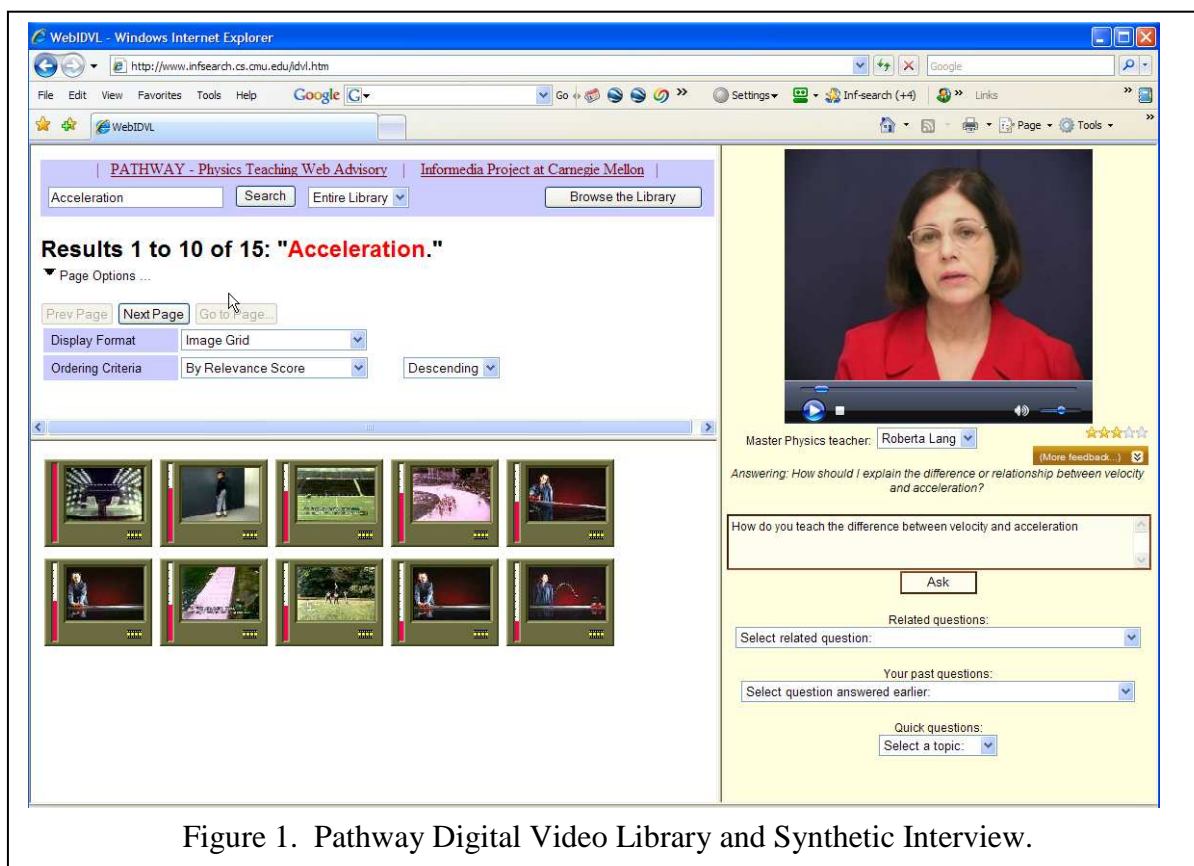 WebIDVL - Windows Internet Explorer
http://www.infsearch.cs.cmu.edu/idvl.htm
Google
File Edit View Favorites Tools Help Google G Go » Settings Inf-search (+4) » Links »
WebIDVL Page Tools »
| PATHWAY - Physics Teaching Web Advisory | Informedia Project at Carnegie Mellon |
Acceleration Search Entire Library Browse the Library
Results 1 to 10 of 15: "Acceleration."
Page Options ...
Prev Page Next Page Go to Page...
Display Format Image Grid
Ordering Criteria By Relevance Score Descending
Master Physics teacher: Roberta Lang
(More feedback...)
Answering: How should I explain the difference or relationship between velocity
and acceleration?
How do you teach the difference between velocity and acceleration
Ask
Related questions:
Select related question:
Your past questions:
Select question answered earlier:
Quick questions:
Select a topic:
Figure 1. Pathway Digital Video Library and Synthetic Interview.